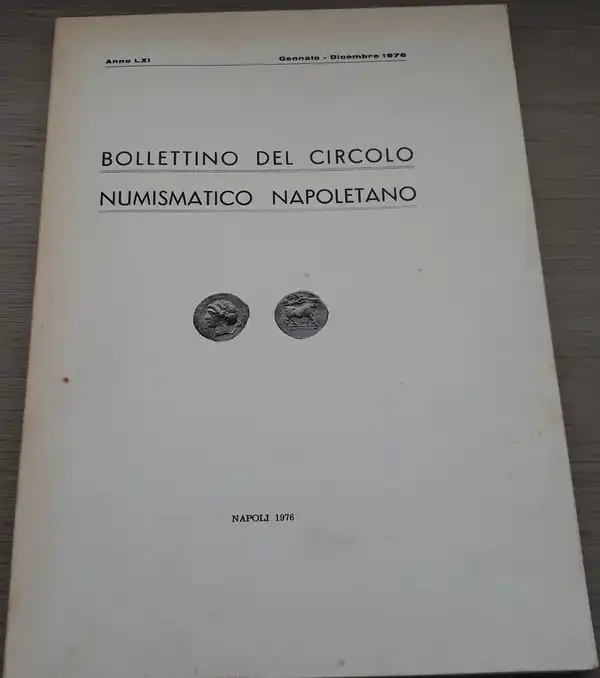 Anno LXI
Gennaio - Dicembre 1976
BOLLETTINO DEL CIRCOLO
NUMISMATICO NAPOLETANO
NAPOLI 1976